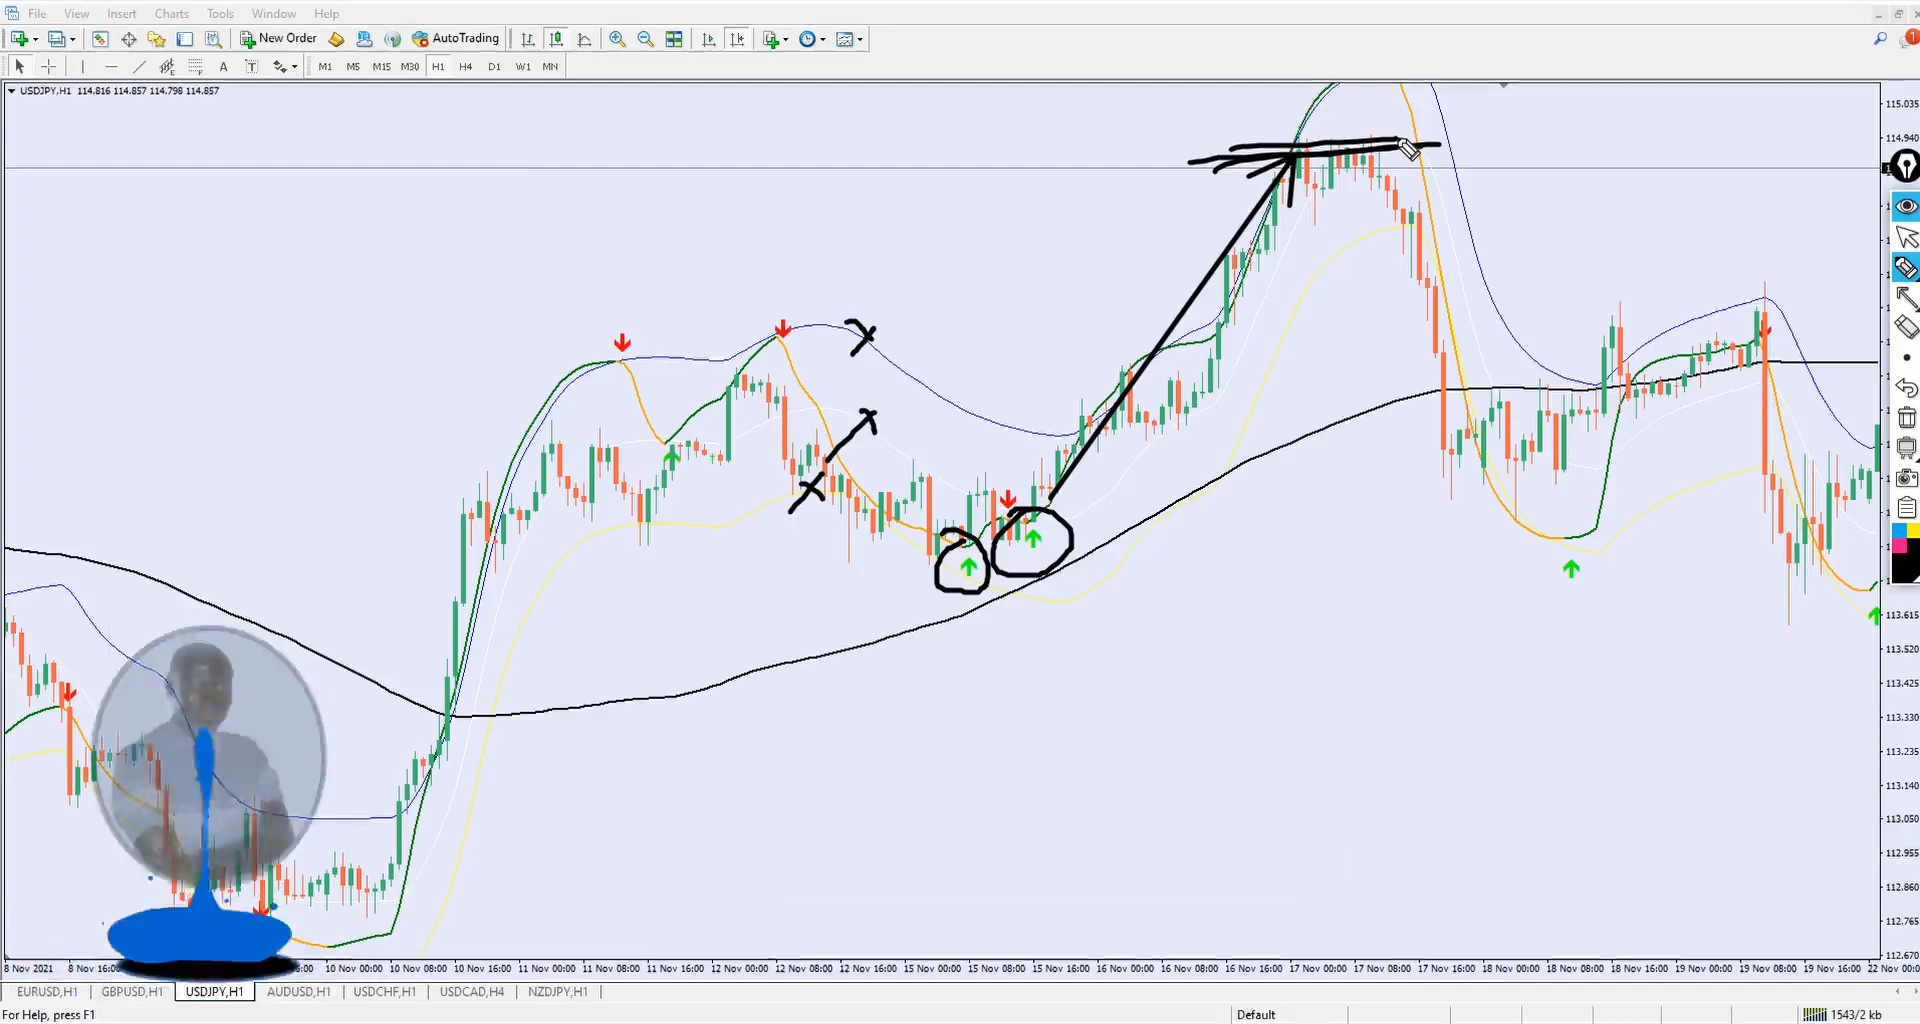 File View Insert Charts Tools Window Help
New Order AutoTrading 1
A T M1 M5 M15 M30 H1 H4 D1 W1 MN
USDJPY,H1 114.816 114.857 114.798 114.857
115.035
114.940
113.615
113.520
113.425
113.330
113.235
113.140
113.050
112.955
112.860
112.765
112.670
8 Nov 2021 8 Nov 16:00 10 Nov 00:00 10 Nov 08:00 10 Nov 16:00 11 Nov 00:00 11 Nov 08:00 11 Nov 16:00 12 Nov 00:00 12 Nov 08:00 12 Nov 16:00 15 Nov 00:00 15 Nov 08:00 15 Nov 16:00 16 Nov 00:00 16 Nov 08:00 16 Nov 16:00 17 Nov 00:00 17 Nov 08:00 17 Nov 16:00 18 Nov 00:00 18 Nov 08:00 18 Nov 16:00 19 Nov 00:00 19 Nov 08:00 19 Nov 16:00 22 Nov 00:00
EURUSD,H1 GBPUSD,H1 USDJPY,H1 AUDUSD,H1 USDCHF,H1 USDCAD,H4 NZDJPY,H1
For Help, press F1 Default 1543/2 kb